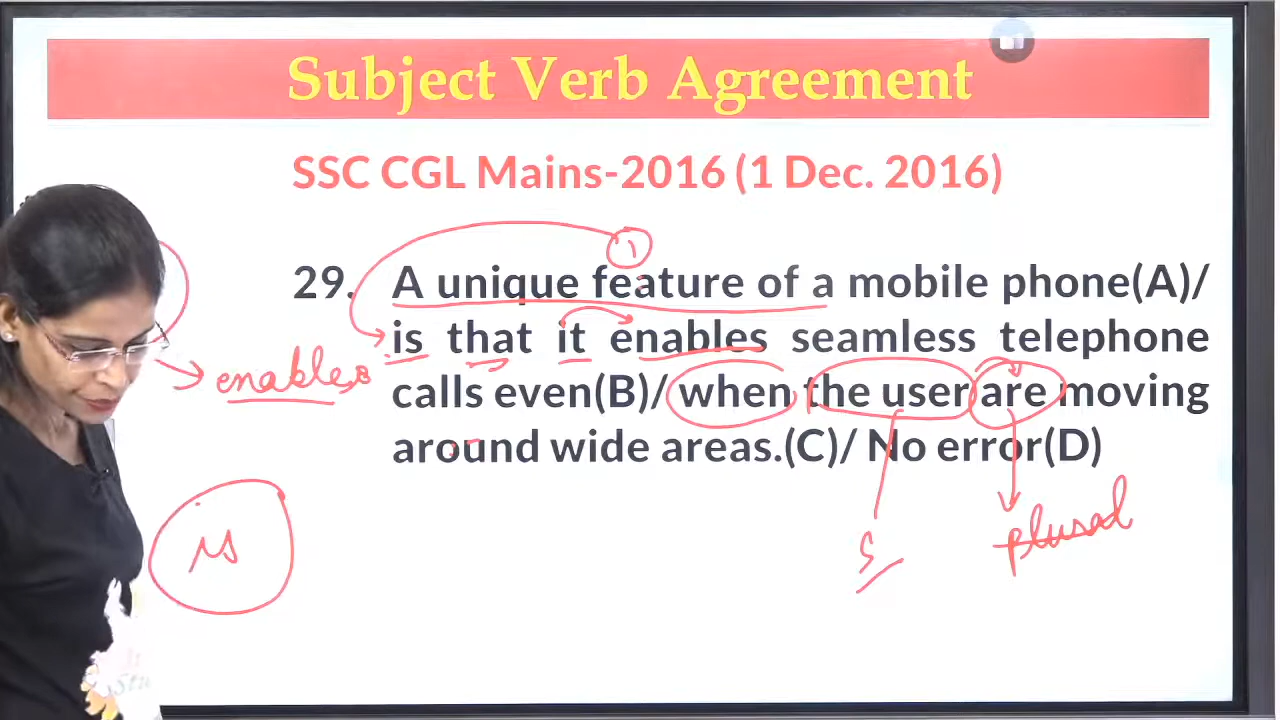 Subject Verb Agreement
SSC CGL Mains-2016 (1 Dec. 2016)
1
29. A unique feature of a mobile phone(A)/
is that it enables seamless telephone
enables
calls even(B)/ when the user are moving
around wide areas.(C)/ No error(D)
is
S
plural